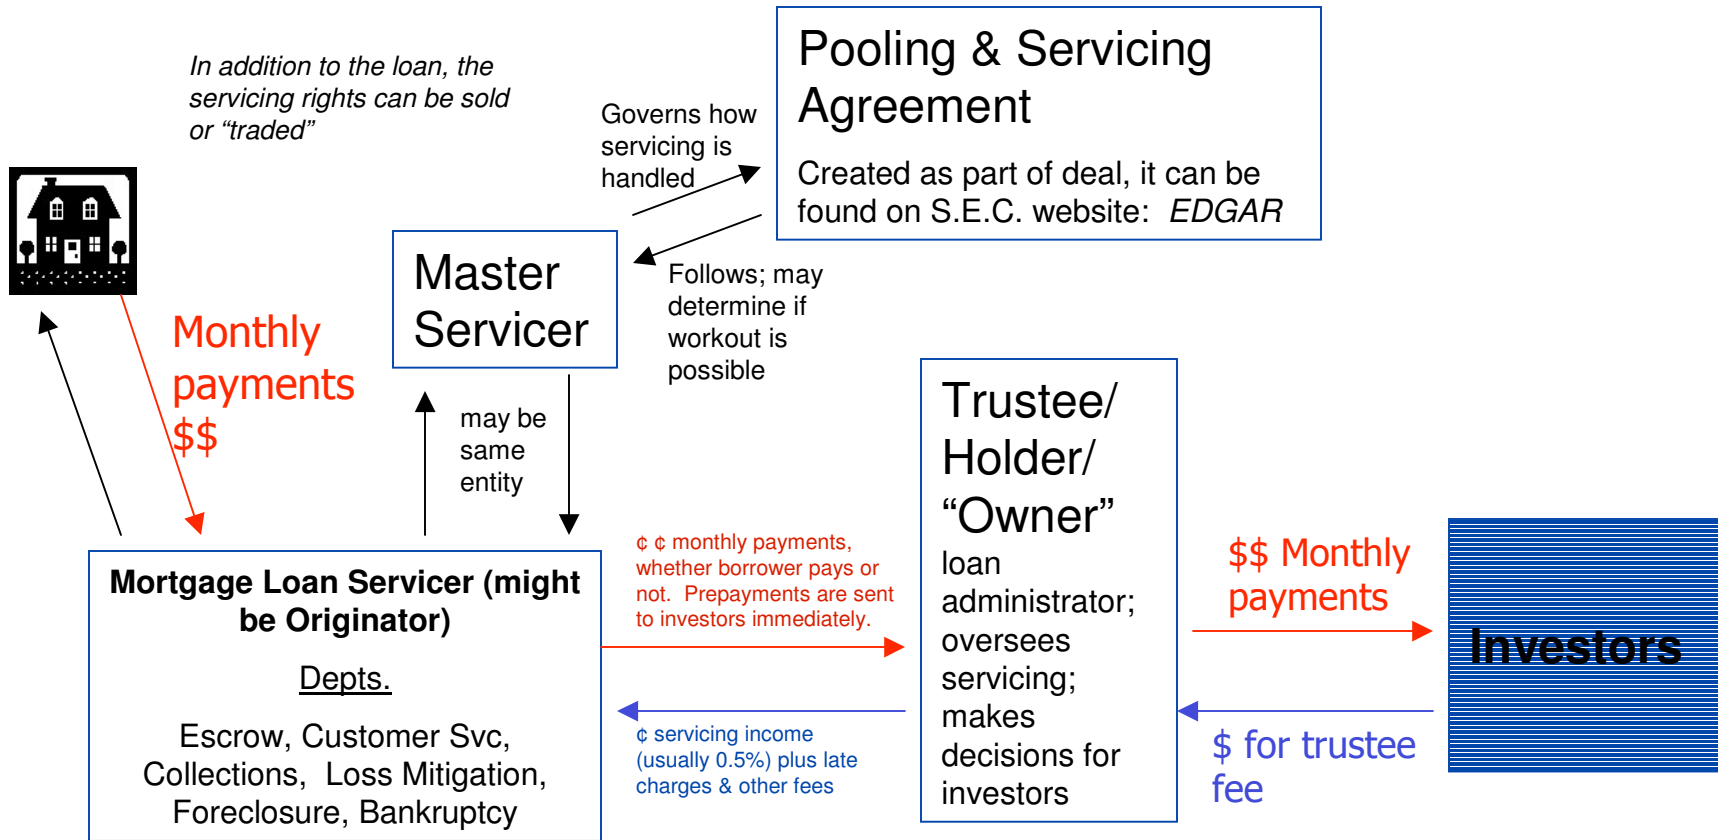 In addition to the loan, the
servicing rights can be sold
or “traded”
Governs how
servicing is
handled
Pooling & Servicing
Agreement
Created as part of deal, it can be
found on S.E.C. website:  EDGAR
Master
Servicer
Follows; may
determine if
workout is
possible
Monthly
payments
$$
may be
same
entity
Mortgage Loan Servicer (might
be Originator)
Depts.
Escrow, Customer Svc,
Collections,  Loss Mitigation,
Foreclosure, Bankruptcy
¢ ¢ monthly payments,
whether borrower pays or
not.  Prepayments are sent
to investors immediately.
¢ servicing income
(usually 0.5%) plus late
charges & other fees
Trustee/
Holder/
“Owner”
loan
administrator;
oversees
servicing;
makes
decisions for
investors
$$ Monthly
payments
$ for trustee
fee
Investors